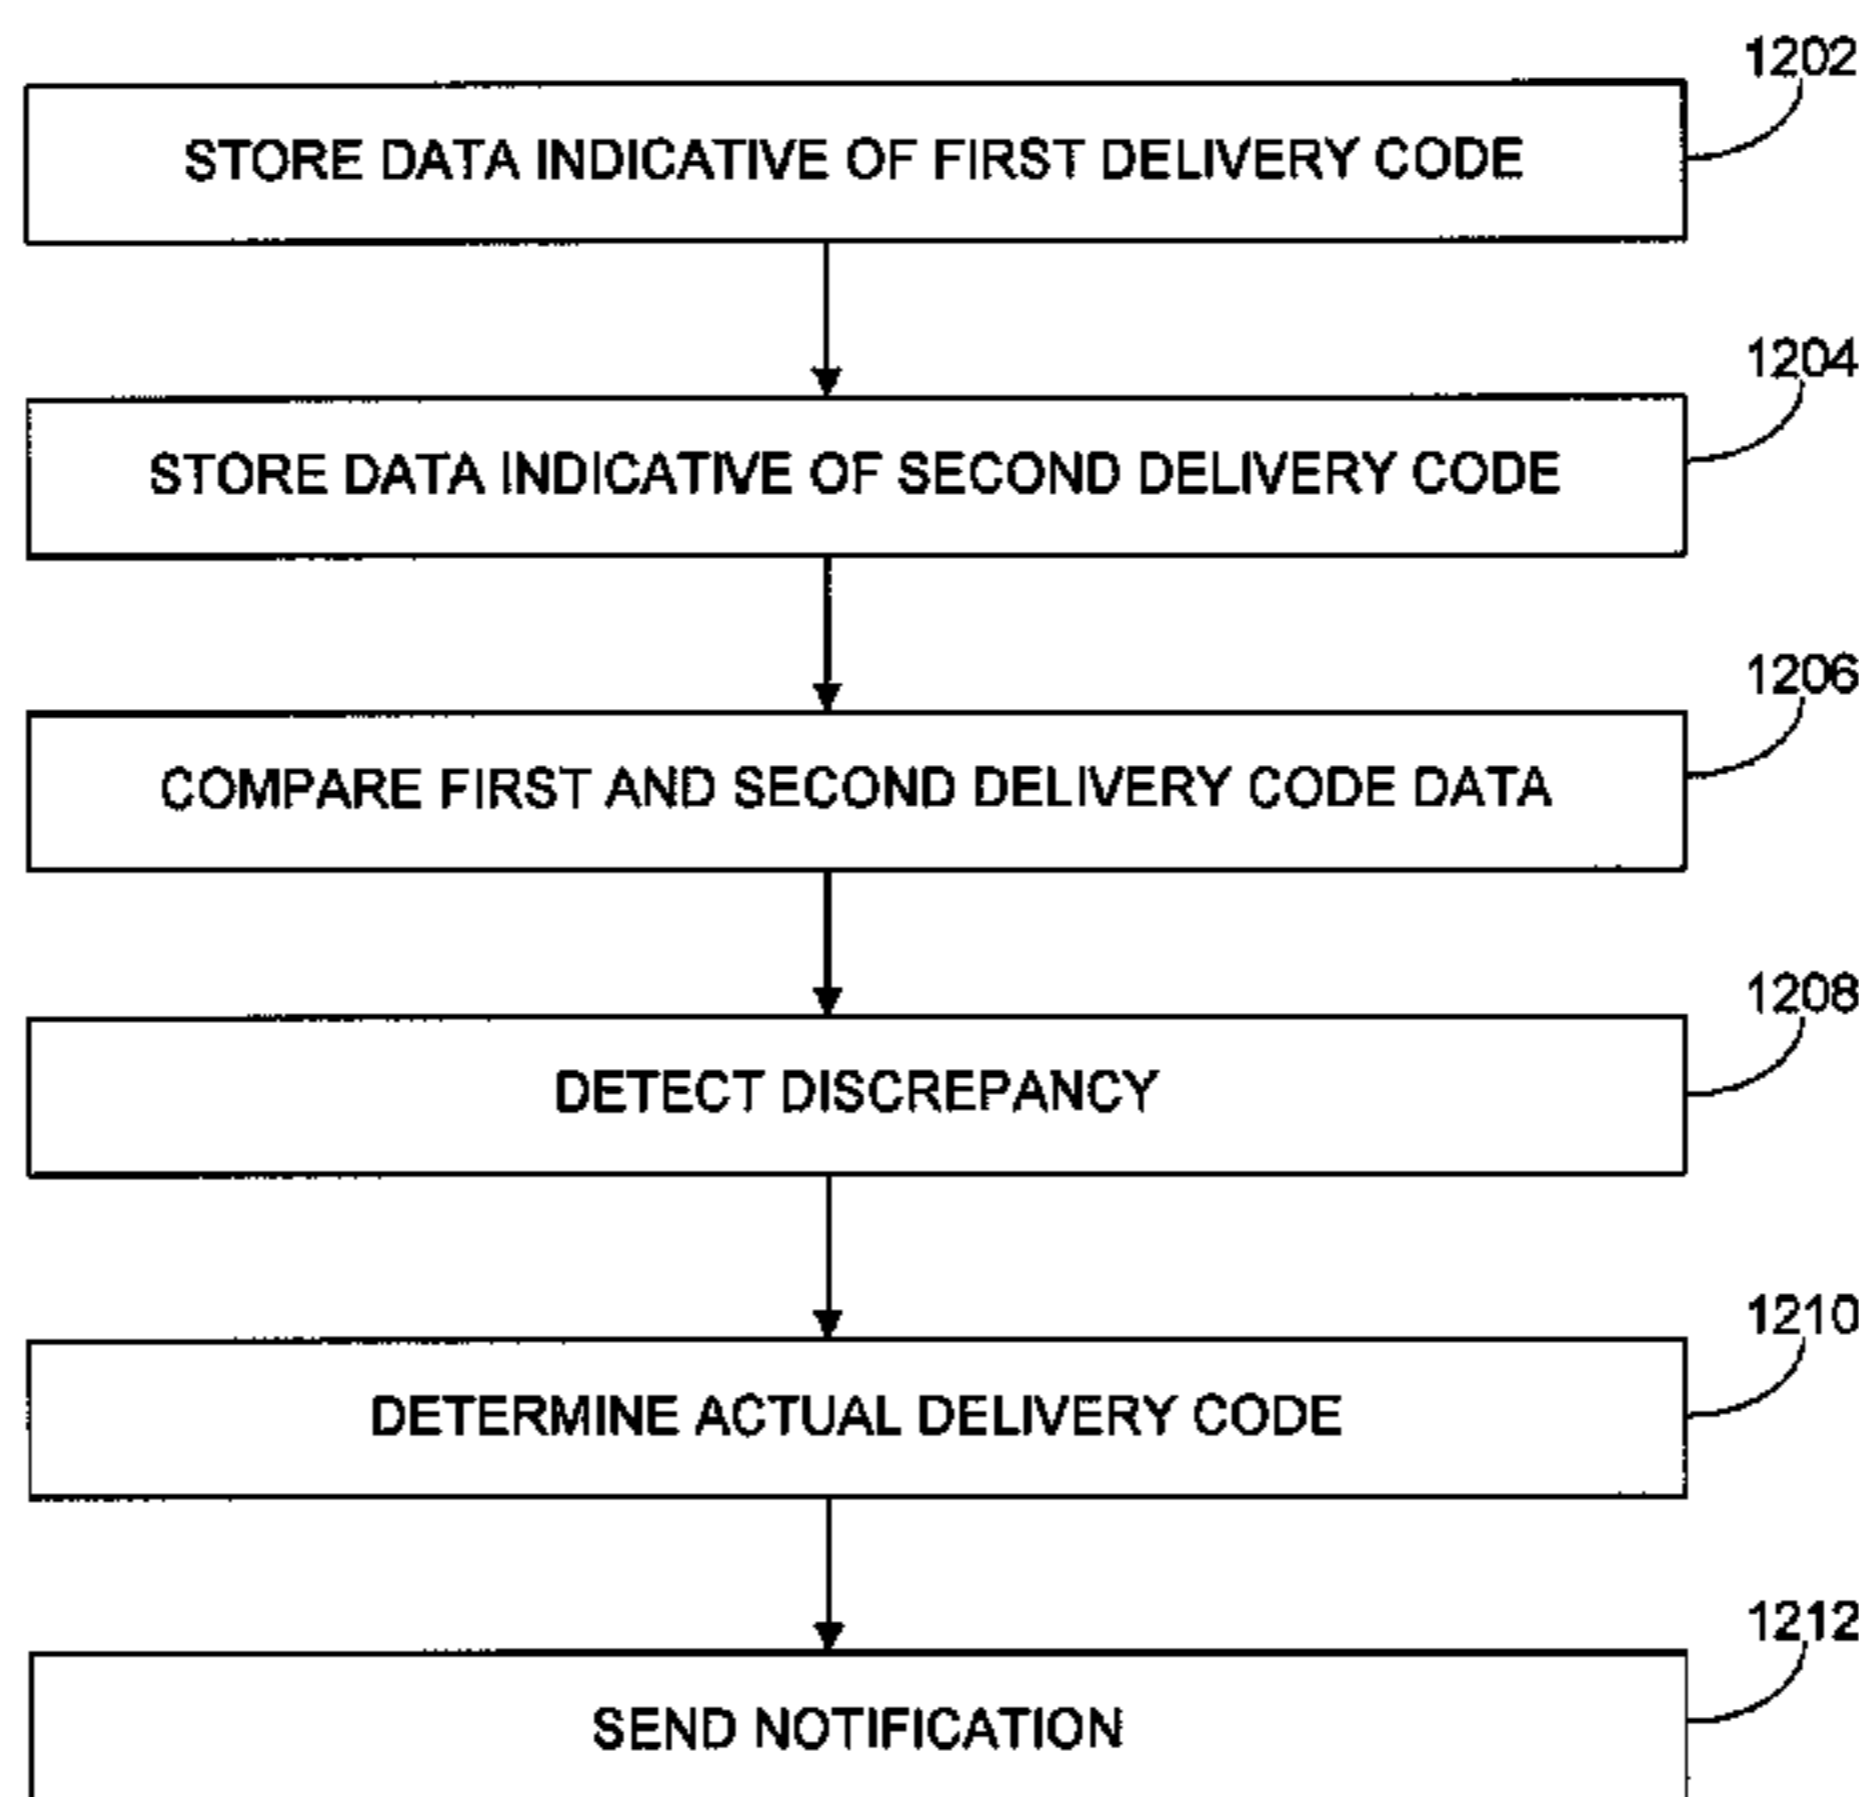 1202
STORE DATA INDICATIVE OF FIRST DELIVERY CODE
1204
STORE DATA INDICATIVE OF SECOND DELIVERY CODE
1206
COMPARE FIRST AND SECOND DELIVERY CODE DATA
1208
DETECT DISCREPANCY
1210
DETERMINE ACTUAL DELIVERY CODE
1212
SEND NOTIFICATION